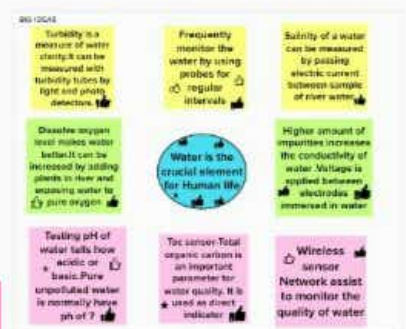 BIG IDEAS
Turbidity is a
measure of water
clarity.It can be
measured with
turbidity tubes by
light and photo
detectors.
Frequently
monitor the
water by using
probes for
regular
intervals
Salinity of a water
can be measured
by passing
electric current
between sample
of river water
Dissolve oxygen
level makes water
better.It can be
increased by adding
plants in river and
exposing water to
pure oxygen
Water is the
crucial element
for Human life
Higher amount of
impurities increases
the conductivity of
water .Voltage is
applied between
electrodes
immersed in water
Testing pH of
water tells how
acidic or
basic.Pure
unpolluted water
is normally have
ph of 7
Toc sensor-Total
organic carbon is
an important
parameter for
water quality. It is
used as direct
indicator
Wireless
sensor
Network assist
to monitor the
quality of water